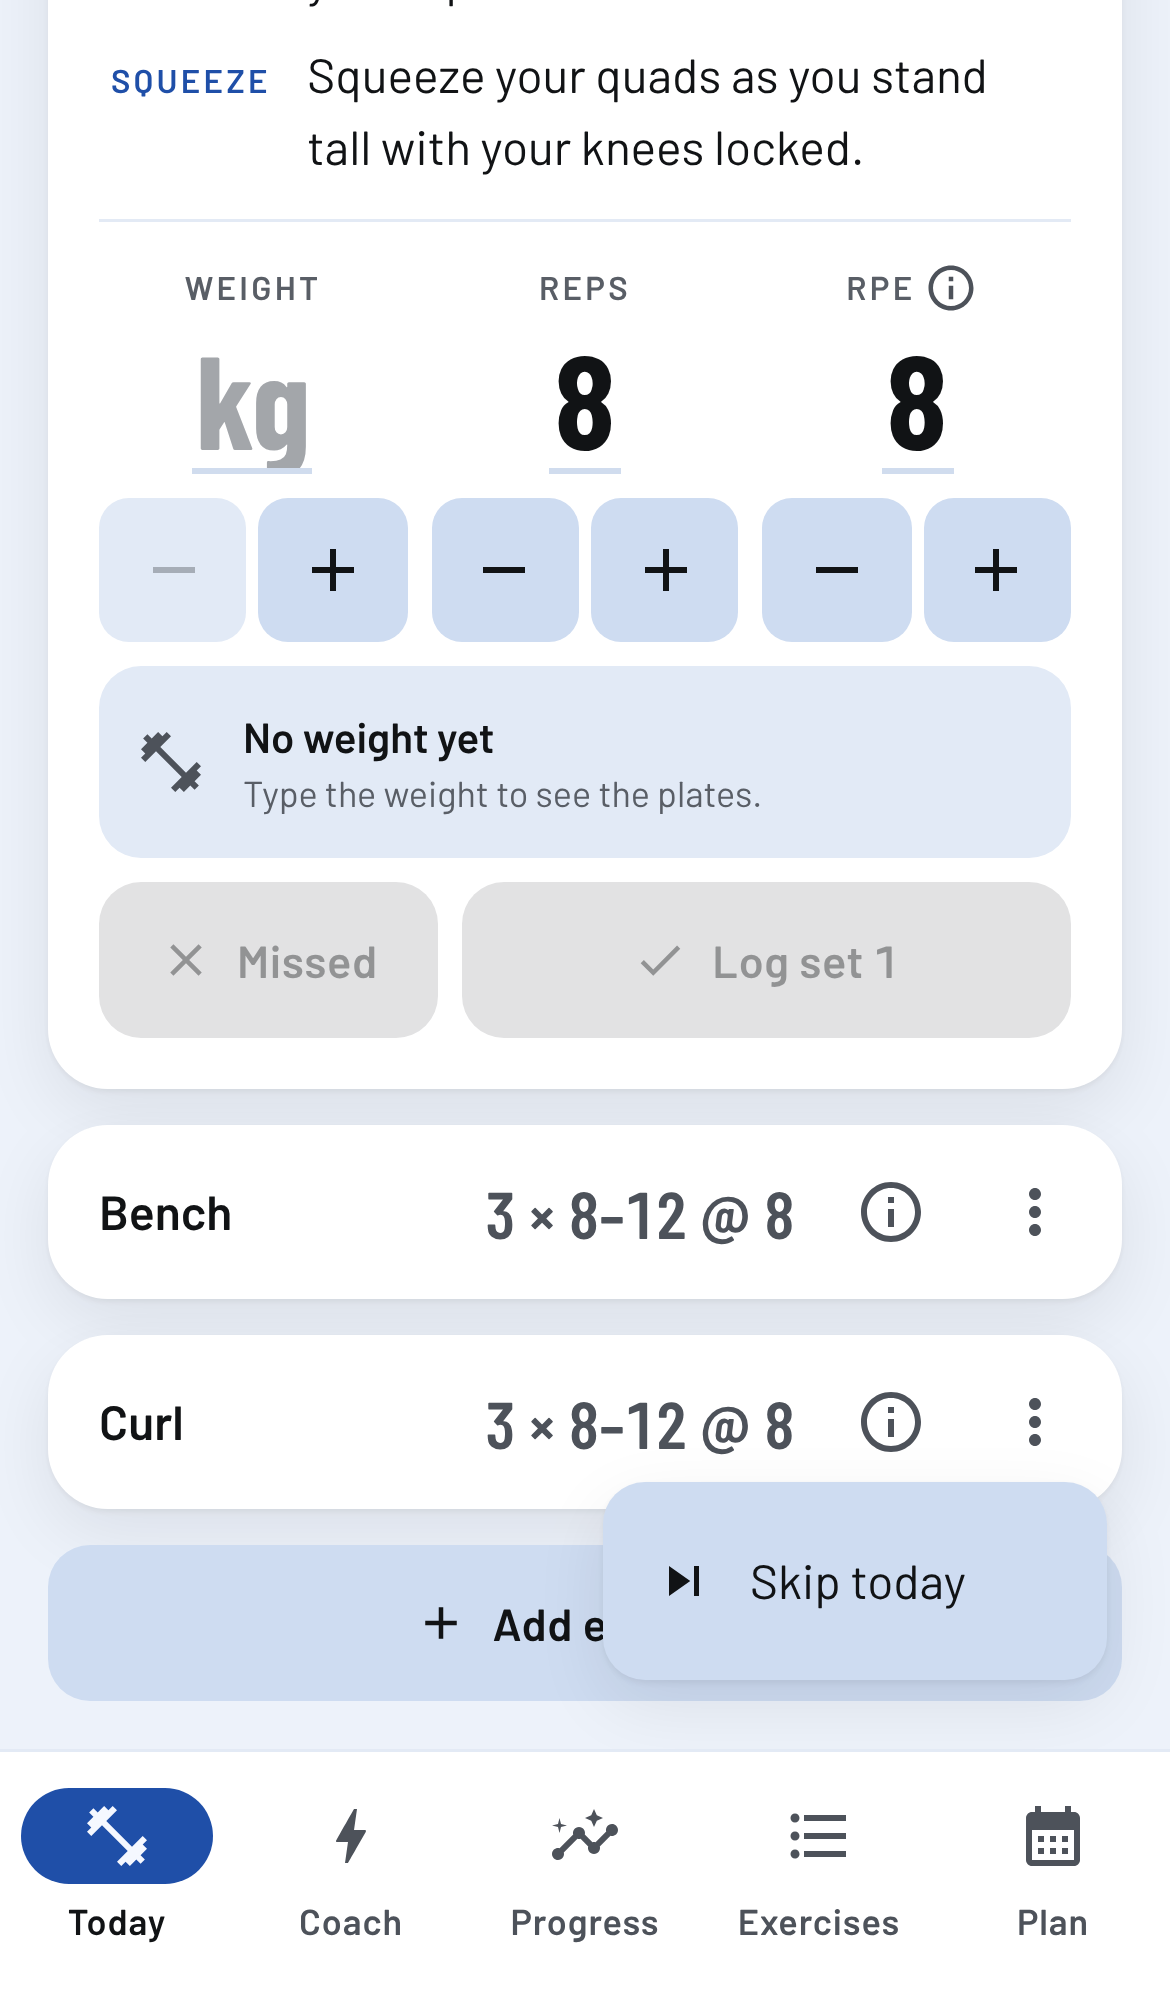 SQUEEZE Squeeze your quads as you stand
tall with your knees locked.
WEIGHT REPS RPE
kg 8 8
No weight yet
Type the weight to see the plates.
Missed Log set 1
Bench 3 × 8–12 @ 8
Curl 3 × 8–12 @ 8
Skip today
Add e
Today Coach Progress Exercises Plan